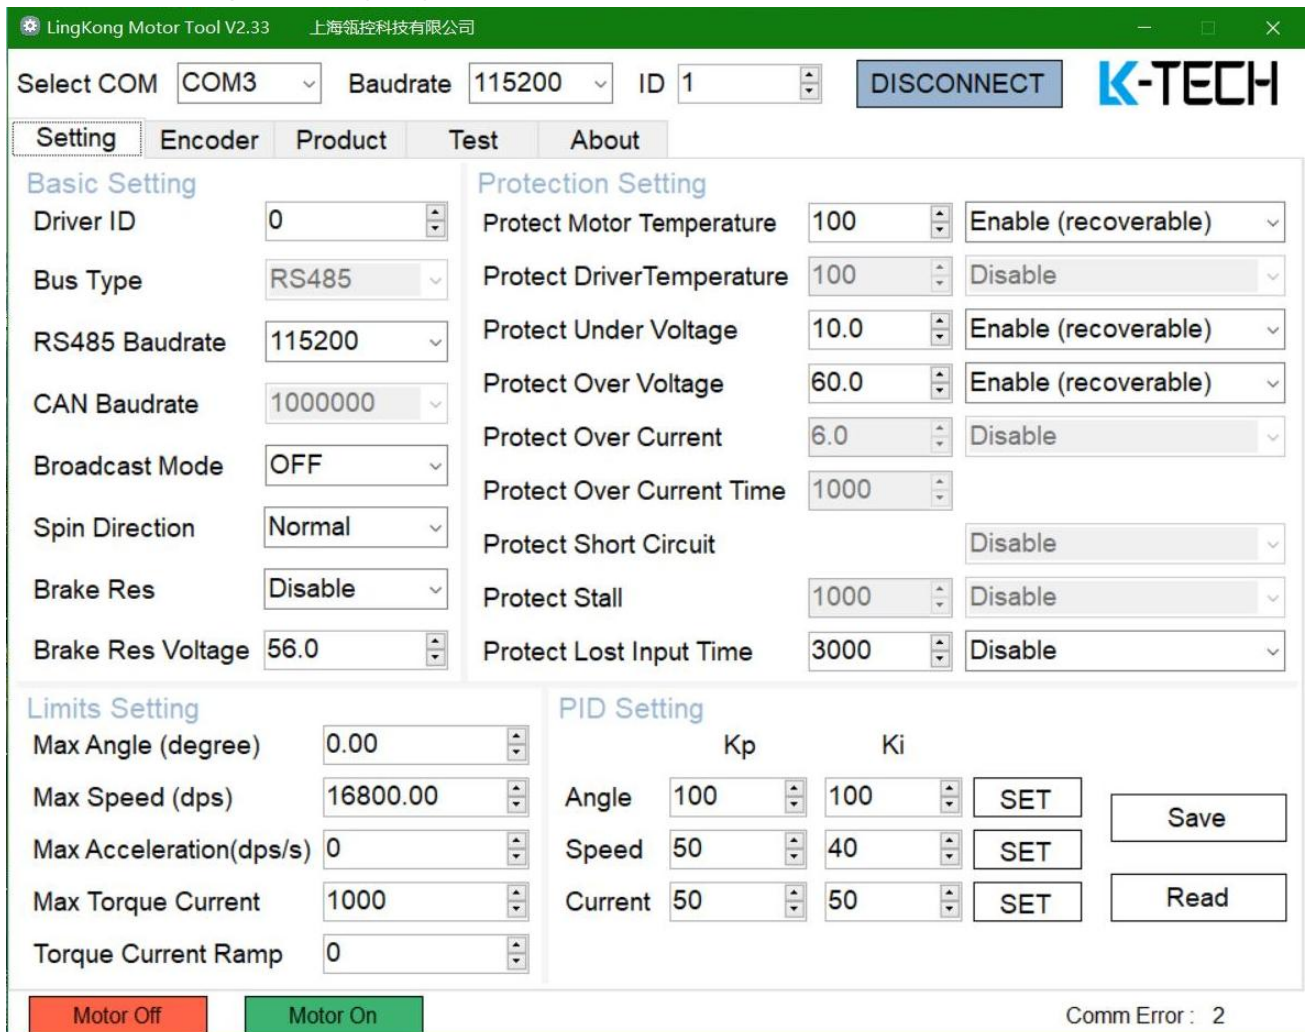 LingKong Motor Tool V2.33 上海瓴控科技有限公司
Select COM COM3 Baudrate 115200 ID 1 DISCONNECT K-TECH
Setting Encoder Product Test About
Basic Setting
Driver ID 0
Bus Type RS485
RS485 Baudrate 115200
CAN Baudrate 1000000
Broadcast Mode OFF
Spin Direction Normal
Brake Res Disable
Brake Res Voltage 56.0
Protection Setting
Protect Motor Temperature 100 Enable (recoverable)
Protect DriverTemperature 100 Disable
Protect Under Voltage 10.0 Enable (recoverable)
Protect Over Voltage 60.0 Enable (recoverable)
Protect Over Current 6.0 Disable
Protect Over Current Time 1000
Protect Short Circuit Disable
Protect Stall 1000 Disable
Protect Lost Input Time 3000 Disable
Limits Setting
Max Angle (degree) 0.00
Max Speed (dps) 16800.00
Max Acceleration(dps/s) 0
Max Torque Current 1000
Torque Current Ramp 0
PID Setting
Kp Ki
Angle 100 100 SET
Speed 50 40 SET
Current 50 50 SET
Save
Read
Motor Off Motor On Comm Error : 2